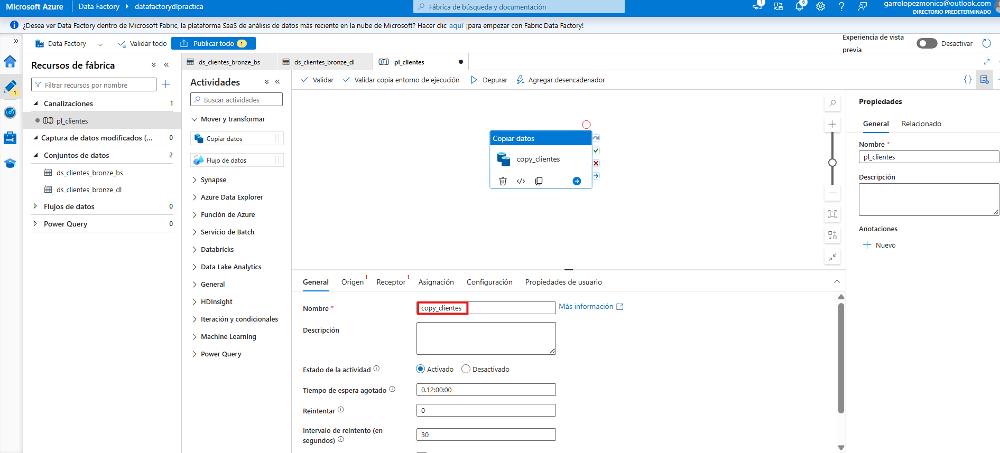 Microsoft Azure
Data Factory
datafactorydlpractica
Fábrica de búsqueda y documentación
1
6
garrolopezmonica@outlook.com
DIRECTORIO PREDETERMINADO
¿Desea ver Data Factory dentro de Microsoft Fabric, la plataforma SaaS de análisis de datos más reciente en la nube de Microsoft? Hacer clic aquí ¡para empezar con Fabric Data Factory!
Data Factory
Validar todo
Publicar todo 1
Experiencia de vista
previa
Desactivar
1
Recursos de fábrica
Filtrar recursos por nombre
Canalizaciones 1
pl_clientes
Captura de datos modificados (... 0
Conjuntos de datos 2
ds_clientes_bronze_bs
ds_clientes_bronze_dl
Flujos de datos 0
Power Query 0
ds_clientes_bronze_bs
ds_clientes_bronze_dl
pl_clientes
Actividades
Buscar actividades
Mover y transformar
Copiar datos
Flujo de datos
Synapse
Azure Data Explorer
Función de Azure
Servicio de Batch
Databricks
Data Lake Analytics
General
HDInsight
Iteración y condicionales
Machine Learning
Power Query
Validar
Validar copia entorno de ejecución
Depurar
Agregar desencadenador
Copiar datos
copy_clientes
General
Origen 1
Receptor 1
Asignación
Configuración
Propiedades de usuario
Nombre *
copy_clientes
Más información
Descripción
Estado de la actividad
Activado
Desactivado
Tiempo de espera agotado
0.12:00:00
Reintentar
0
Intervalo de reintento (en
segundos)
30
Propiedades
General
Relacionado
Nombre *
pl_clientes
Descripción
Anotaciones
Nuevo